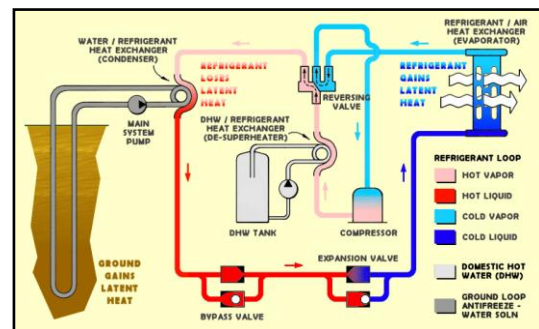 WATER / REFRIGERANT
HEAT EXCHANGER
(CONDENSER)
REFRIGERANT
LOSES
LATENT
HEAT
MAIN
SYSTEM
PUMP
DHW / REFRIGERANT
HEAT EXCHANGER
(DE-SUPERHEATER)
REVERSING
VALVE
REFRIGERANT / AIR
HEAT EXCHANGER
(EVAPORATOR)
REFRIGERANT
GAINS
LATENT
HEAT
DHW TANK
COMPRESSOR
GROUND
GAINS
LATENT
HEAT
BYPASS VALVE
EXPANSION VALVE
REFRIGERANT LOOP
HOT VAPOR
HOT LIQUID
COLD VAPOR
COLD LIQUID
DOMESTIC HOT
WATER (DHW)
GROUND LOOP
ANTIFREEZE -
WATER SOLN